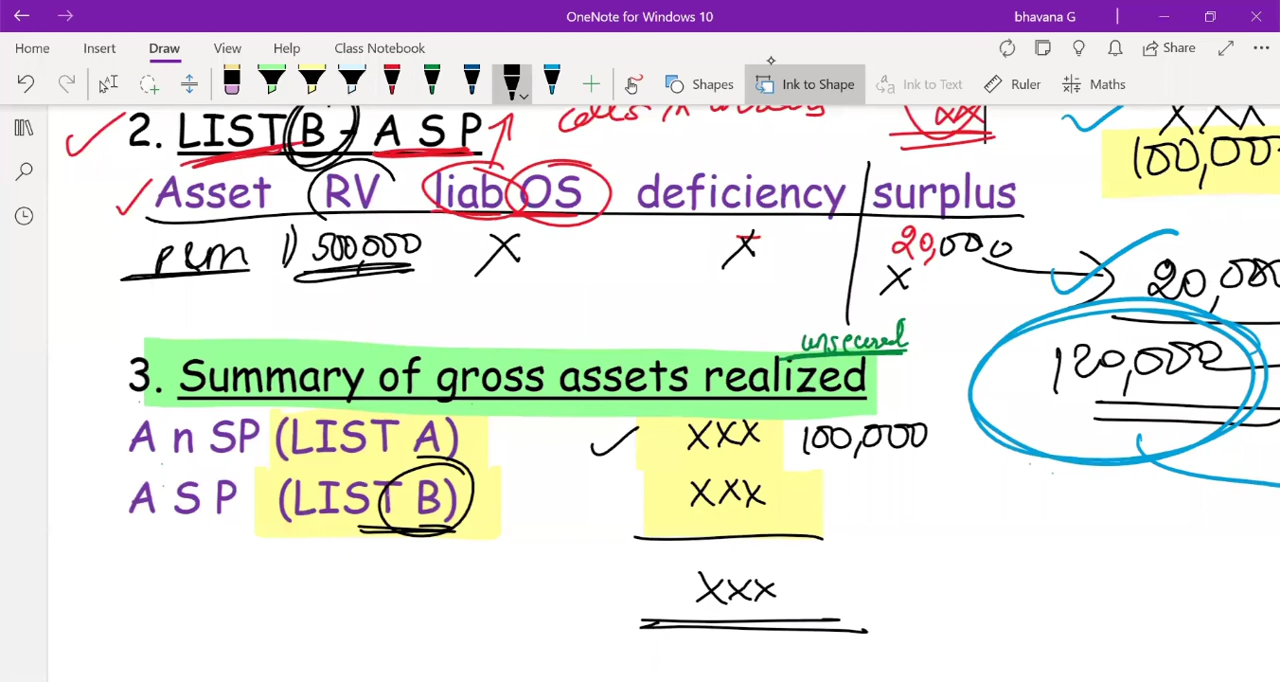 OneNote for Windows 10
bhavana G
Home Insert Draw View Help Class Notebook
Share
Shapes
Ink to Shape
Ink to Text
Ruler
Maths
2. LIST B - A S P
XX
XXX
100,000
Asset RV liab OS deficiency surplus
P&M 1) 500,000 X X 20,000
X
20,000
120,000
unsecured
3. Summary of gross assets realized
A n SP (LIST A) XXX 100,000
A S P (LIST B) XXX
XXX